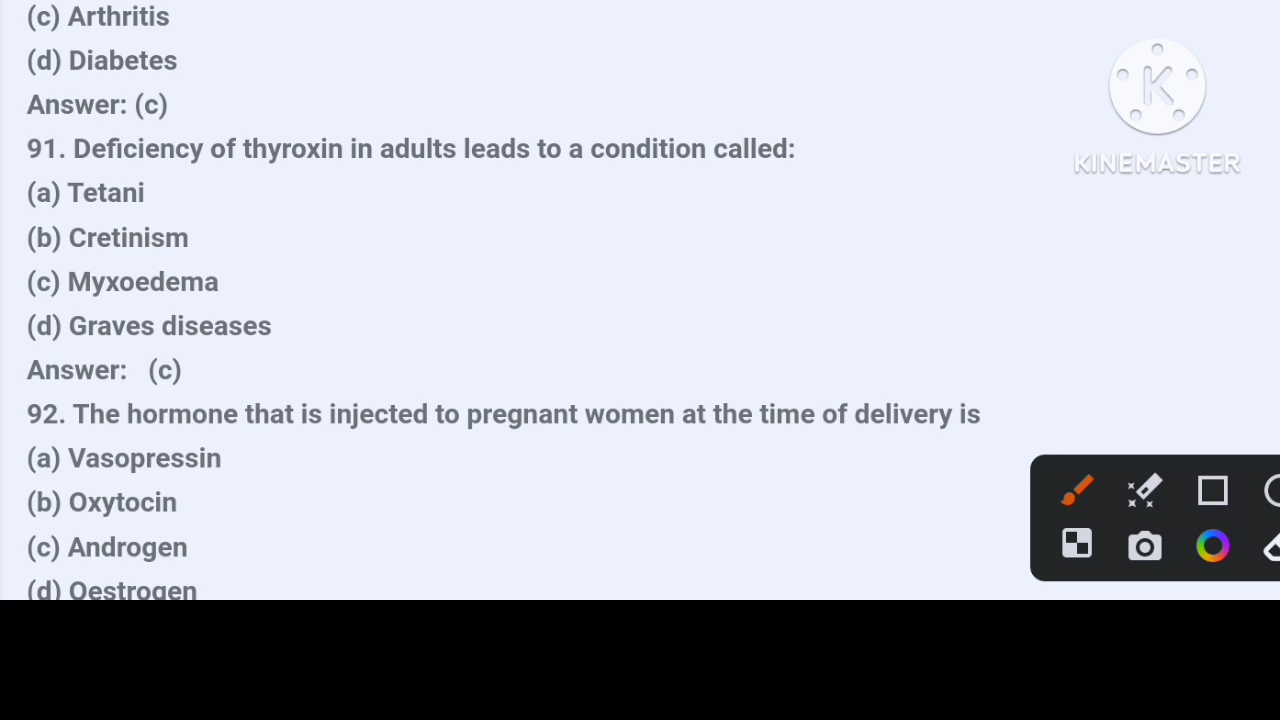 (c) Arthritis
(d) Diabetes
Answer: (c)
91. Deficiency of thyroxin in adults leads to a condition called:
(a) Tetani
(b) Cretinism
(c) Myxoedema
(d) Graves diseases
Answer: (c)
92. The hormone that is injected to pregnant women at the time of delivery is
(a) Vasopressin
(b) Oxytocin
(c) Androgen
(d) Oestrogen
K
KINEMASTER